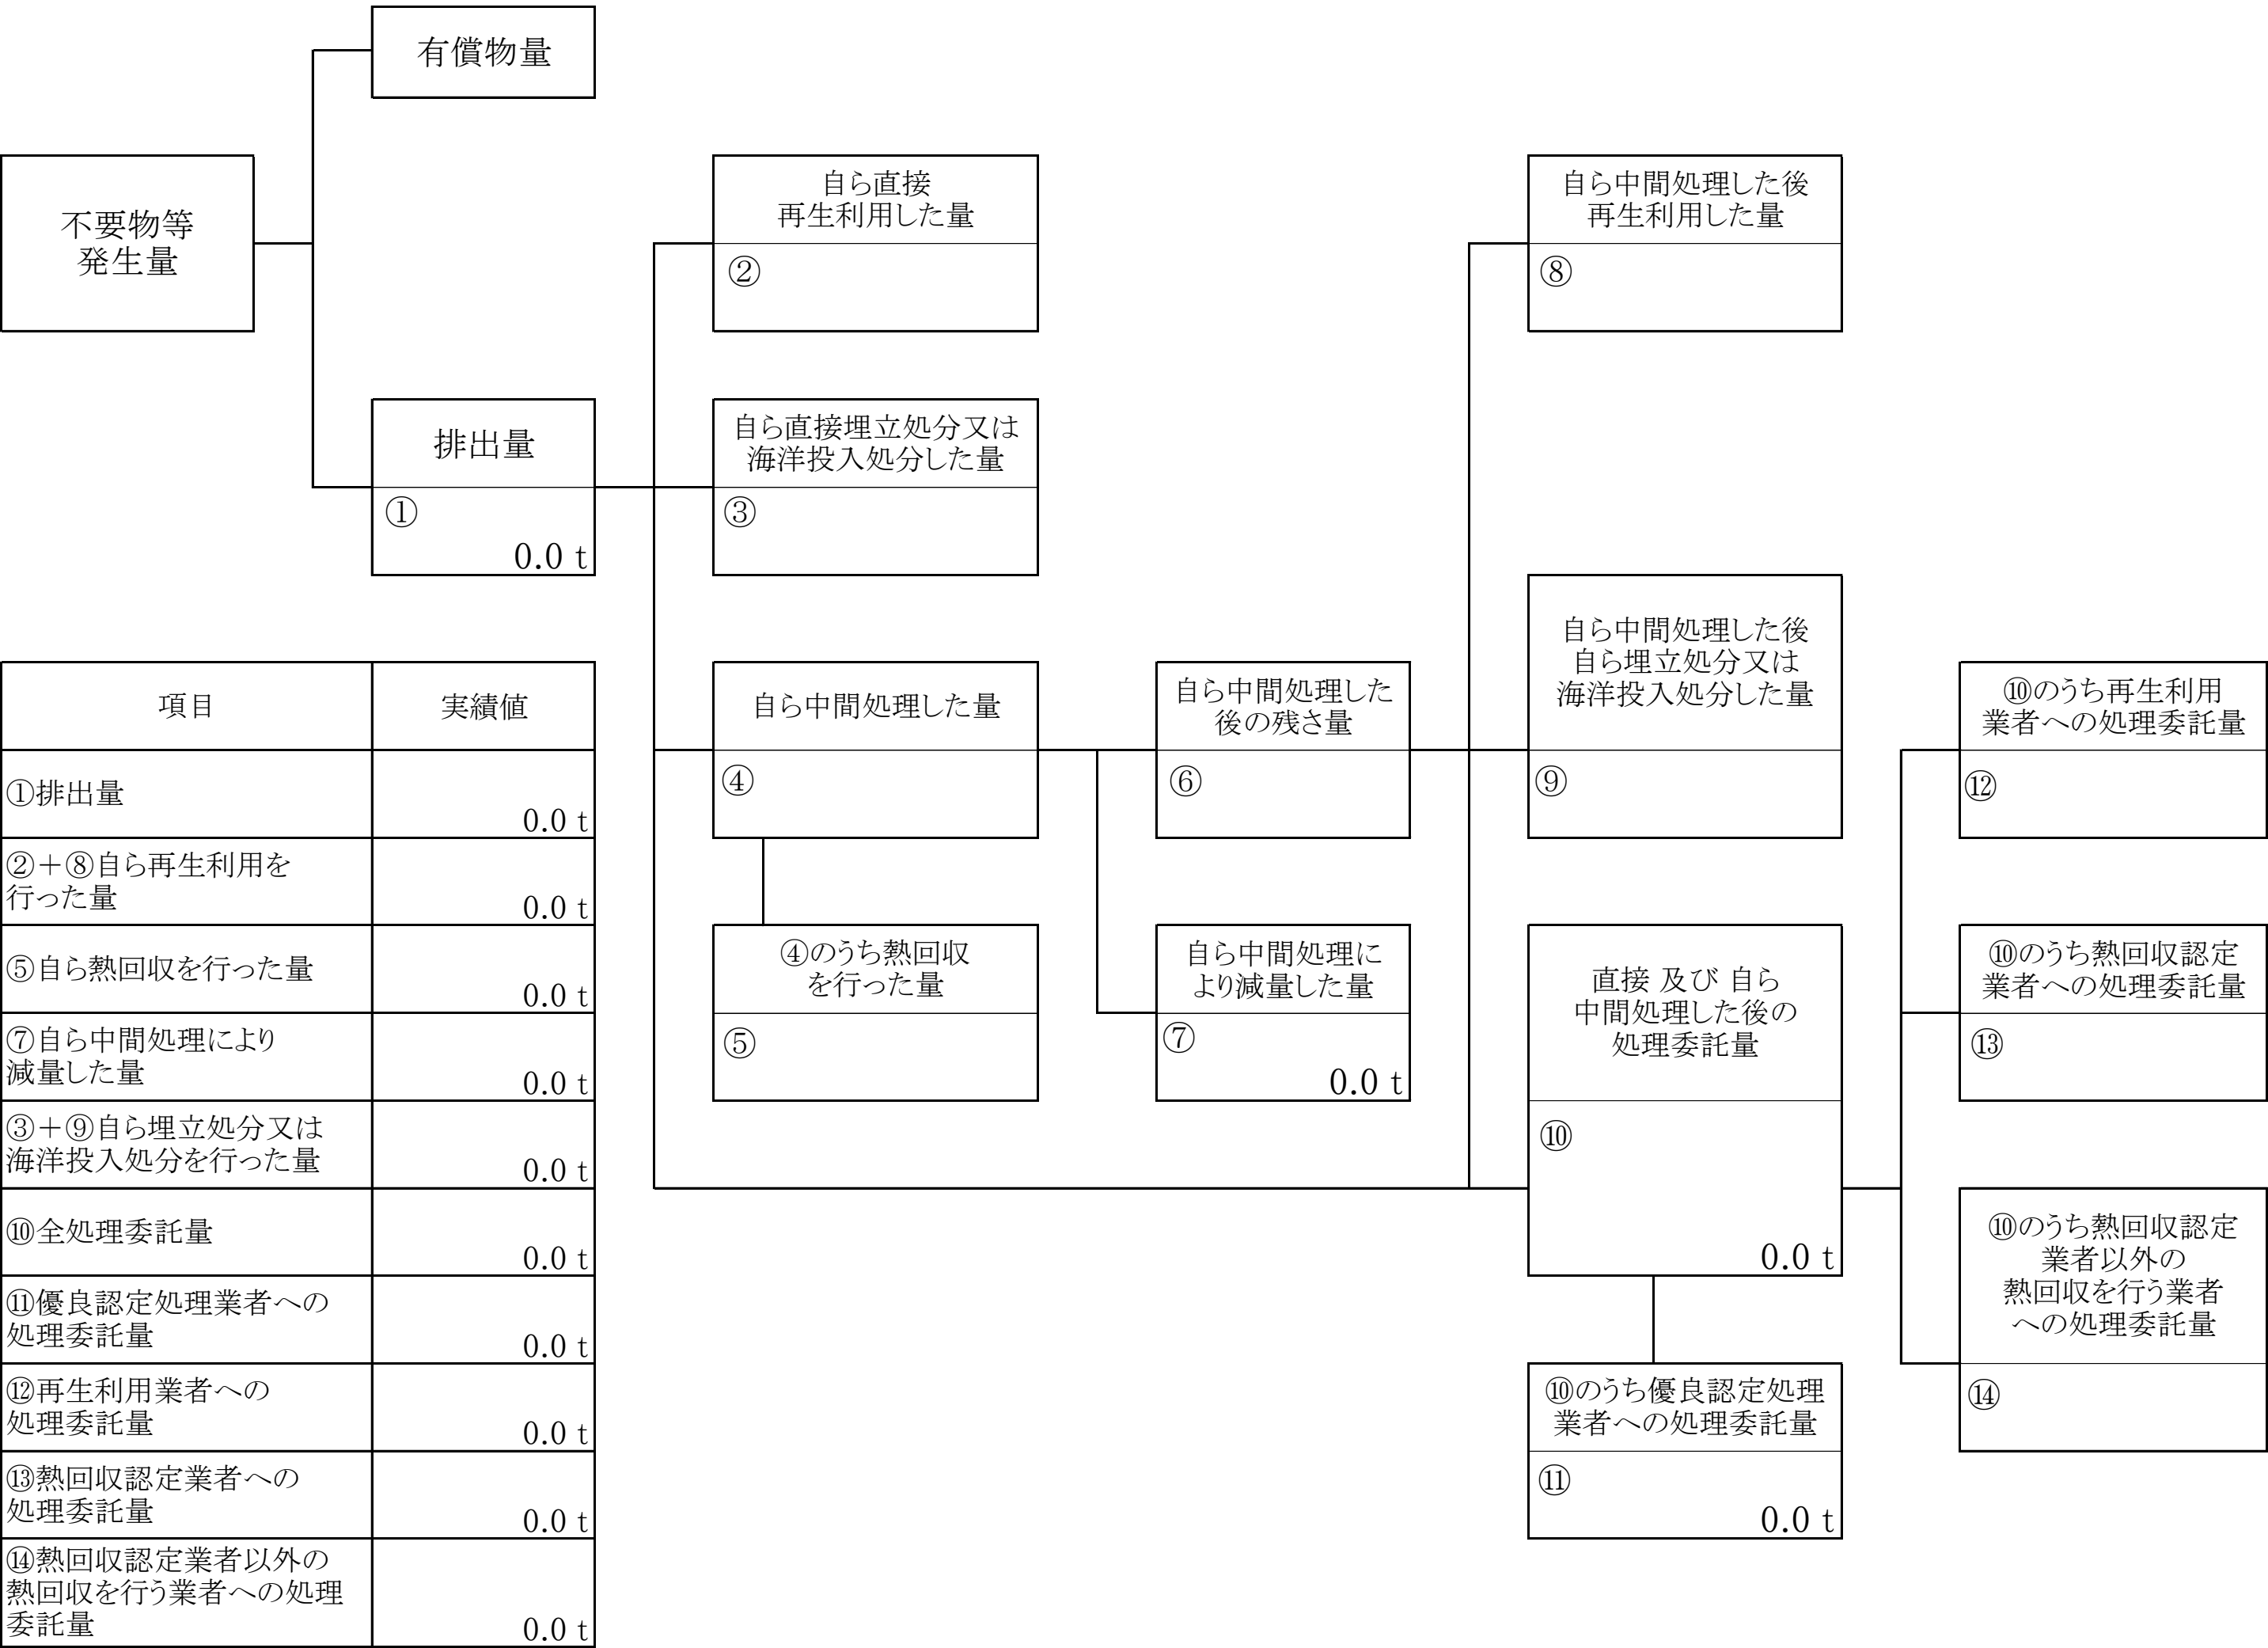 有償物量
不要物等
発生量
排出量
①
0.0 t
自ら直接
再生利用した量
②
自ら直接埋立処分又は
海洋投入処分した量
③
自ら中間処理した量
④
④のうち熱回収
を行った量
⑤
自ら中間処理した
後の残さ量
⑥
自ら中間処理に
より減量した量
⑦
0.0 t
自ら中間処理した後
再生利用した量
⑧
自ら中間処理した後
自ら埋立処分又は
海洋投入処分した量
⑨
直接 及び 自ら
中間処理した後の
処理委託量
⑩
0.0 t
⑩のうち優良認定処理
業者への処理委託量
⑪
0.0 t
⑩のうち再生利用
業者への処理委託量
⑫
⑩のうち熱回収認定
業者への処理委託量
⑬
⑩のうち熱回収認定
業者以外の
熱回収を行う業者
への処理委託量
⑭
項目
実績値
①排出量
0.0 t
②＋⑧自ら再生利用を
行った量
0.0 t
⑤自ら熱回収を行った量
0.0 t
⑦自ら中間処理により
減量した量
0.0 t
③＋⑨自ら埋立処分又は
海洋投入処分を行った量
0.0 t
⑩全処理委託量
0.0 t
⑪優良認定処理業者への
処理委託量
0.0 t
⑫再生利用業者への
処理委託量
0.0 t
⑬熱回収認定業者への
処理委託量
0.0 t
⑭熱回収認定業者以外の
熱回収を行う業者への処理
委託量
0.0 t